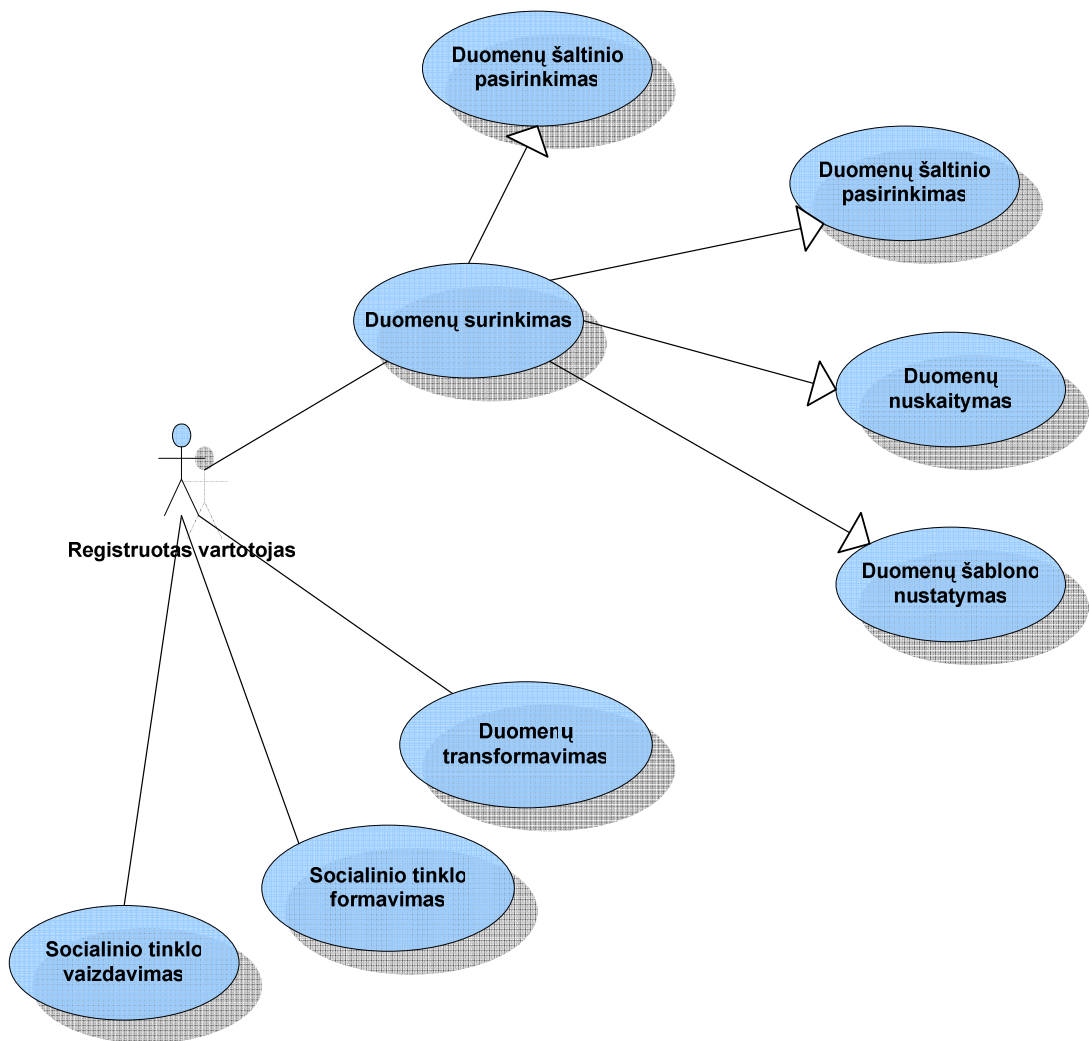 Duomenų šaltinio
pasirinkimas
Duomenų šaltinio
pasirinkimas
Duomenų surinkimas
Duomenų
nuskaitymas
Registruotas vartotojas
Duomenų šablono
nustatymas
Duomenų
transformavimas
Socialinio tinklo
formavimas
Socialinio tinklo
vaizdavimas